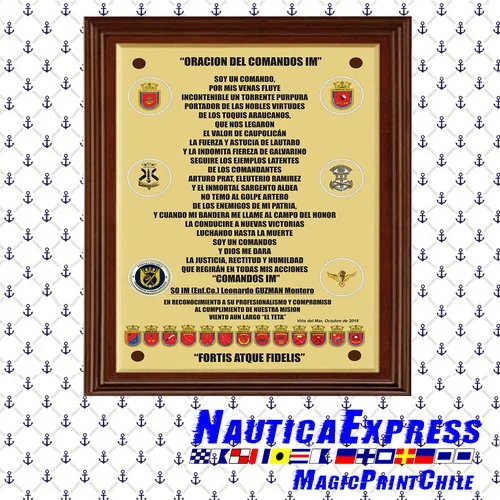 “ORACION DEL COMANDOS IM”
SOY UN COMANDO,
POR MIS VENAS FLUYE
INCONTENIBLE UN TORRENTE PURPURA
PORTADOR DE LAS NOBLES VIRTUDES
DE LOS TOQUIS ARAUCANOS,
QUE NOS LEGARON
EL VALOR DE CAUPOLICÁN
LA FUERZA Y ASTUCIA DE LAUTARO
Y LA INDOMITA FIEREZA DE GALVARINO
SEGUIRE LOS EJEMPLOS LATENTES
DE LOS COMANDANTES
ARTURO PRAT. ELEUTERIO RAMIREZ
Y EL INMORTAL SARGENTO ALDEA
NO TEMO AL GOLPE ARTERO
DE LOS ENEMIGOS DE MI PATRIA,
Y CUANDO MI BANDERA ME LLAME AL CAMPO DEL HONOR
LA CONDUCIRE A NUEVAS VICTORIAS
LUCHANDO HASTA LA MUERTE
SOY UN COMANDOS
Y DIOS ME DARA
LA JUSTICIA, RECTITUD Y HUMILDAD
QUE REGIRÁN EN TODAS MIS ACCIONES
“COMANDOS IM”
SO IM (Enf.Co.) Leonardo GUZMAN Montero
EN RECONOCIMIENTO A SU PROFESIONALISMO Y COMPROMISO
AL CUMPLIMIENTO DE NUESTRA MISION
VIENTO AUN LARGO "EL TETA"
Viña del Mar, Octubre de 2016
“FORTIS ATQUE FIDELIS”
NAUTICAEXPRESS
MAGICPRINTCHILE